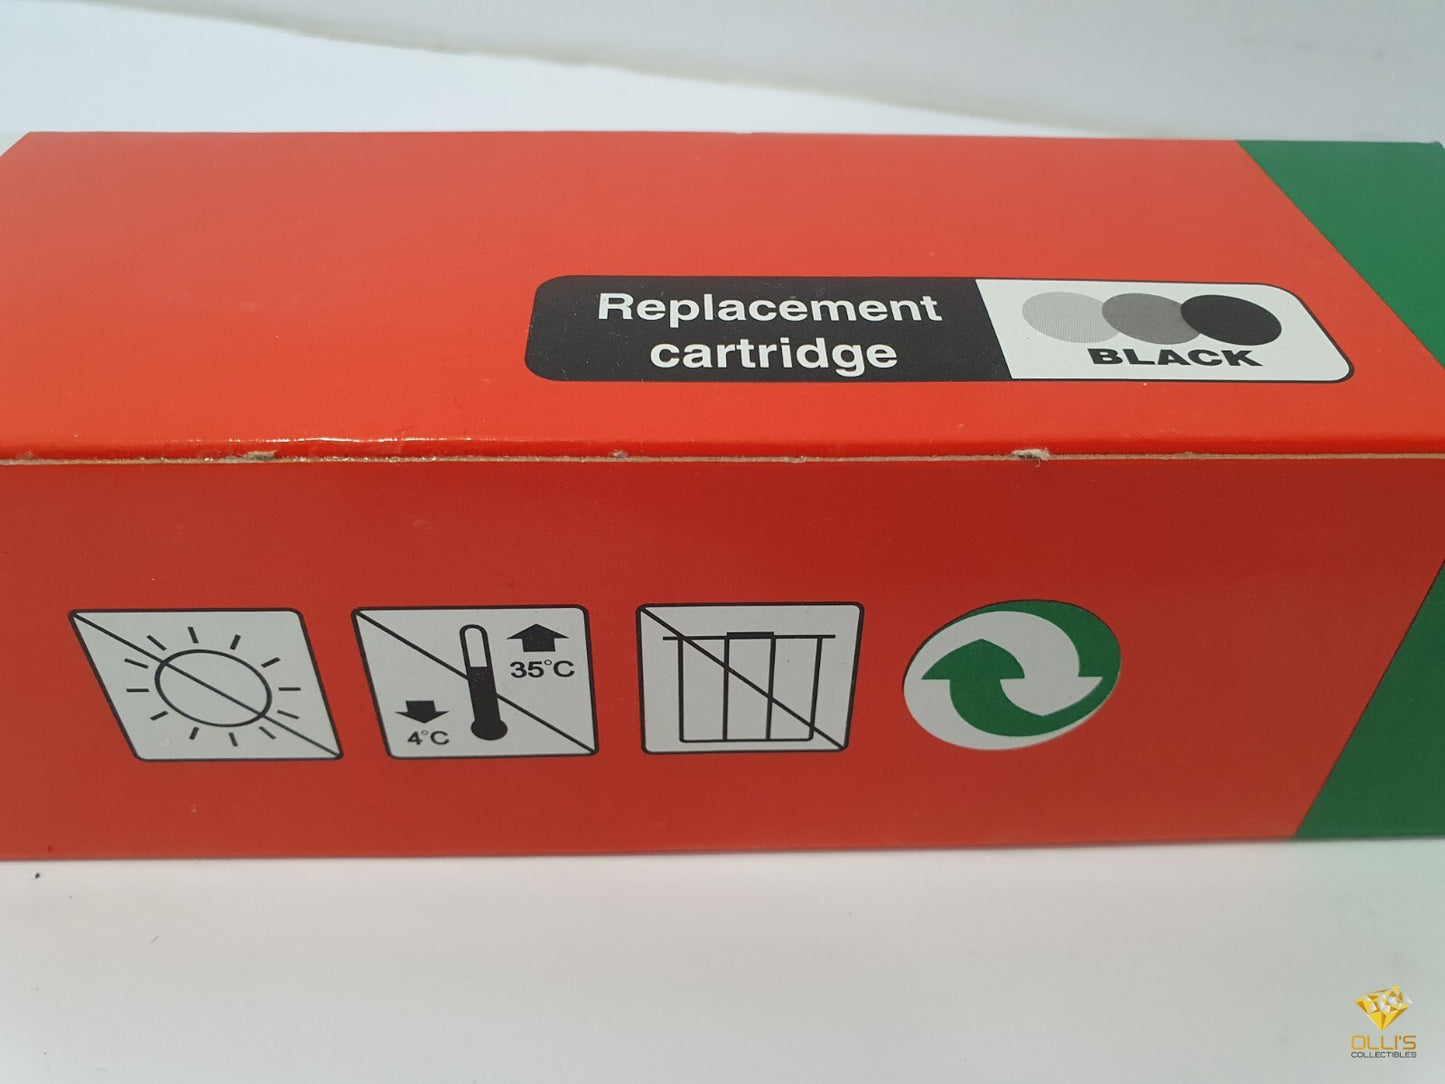 Replacement
cartridge
BLACK
35°C
4°C
OLLI'S
COLLECTIBLES